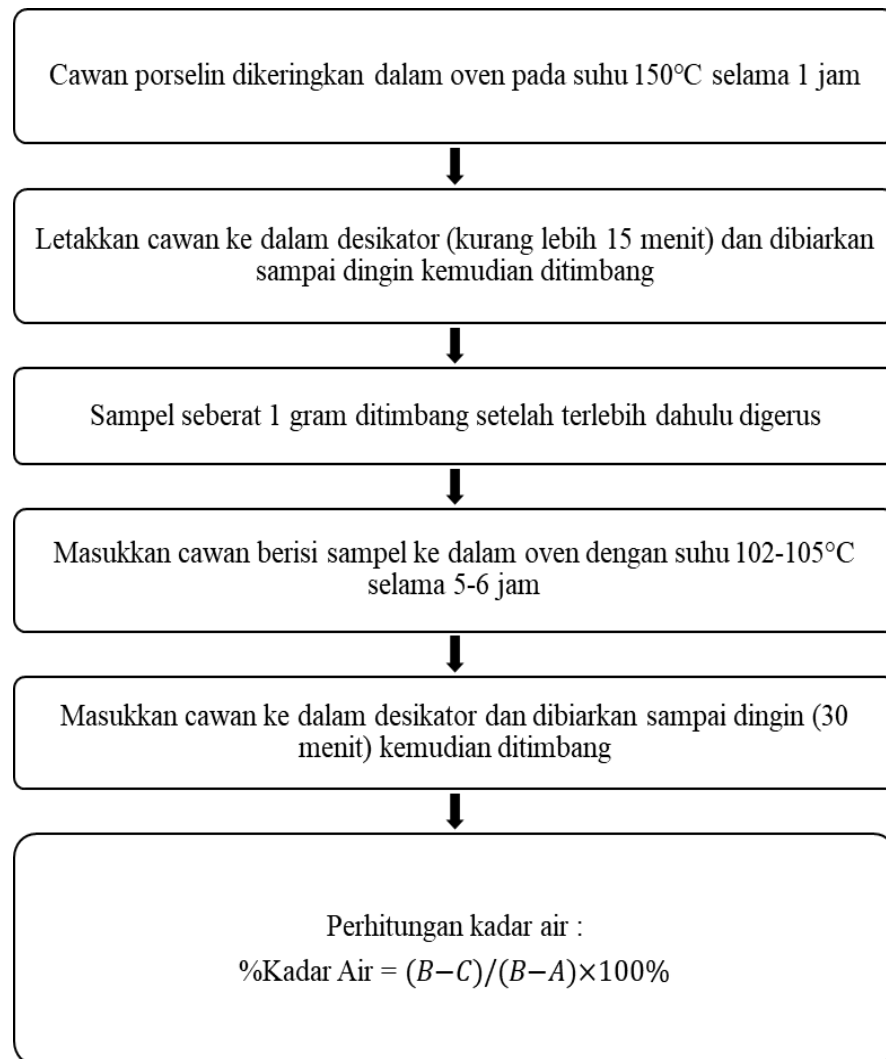 Cawan porselin dikeringkan dalam oven pada suhu 150°C selama 1 jam
Letakkan cawan ke dalam desikator (kurang lebih 15 menit) dan dibiarkan
sampai dingin kemudian ditimbang
Sampel seberat 1 gram ditimbang setelah terlebih dahulu digerus
Masukkan cawan berisi sampel ke dalam oven dengan suhu 102-105°C
selama 5-6 jam
Masukkan cawan ke dalam desikator dan dibiarkan sampai dingin (30
menit) kemudian ditimbang
Perhitungan kadar air :
%Kadar Air = (B−C)/(B−A)×100%